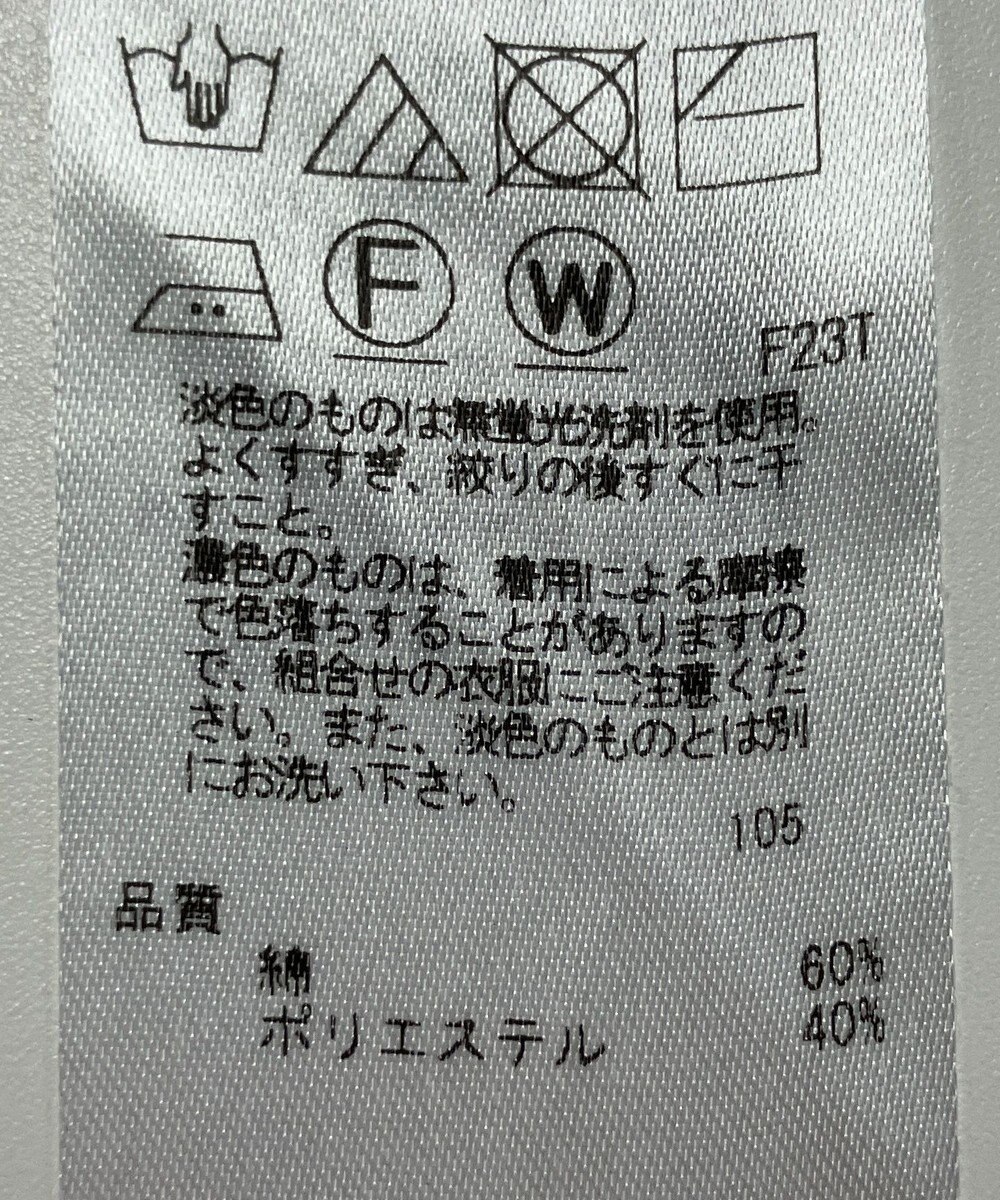 F W
F23T
淡色のものは無蛍光洗剤を使用。
よくすすぎ、絞りの後すぐに干
すこと。
濃色のものは、着用による摩擦
で色落ちすることがありますの
で、組合せの衣服にご注意くだ
さい。また、淡色のものとは別
にお洗い下さい。
105
品質
綿 60%
ポリエステル 40%